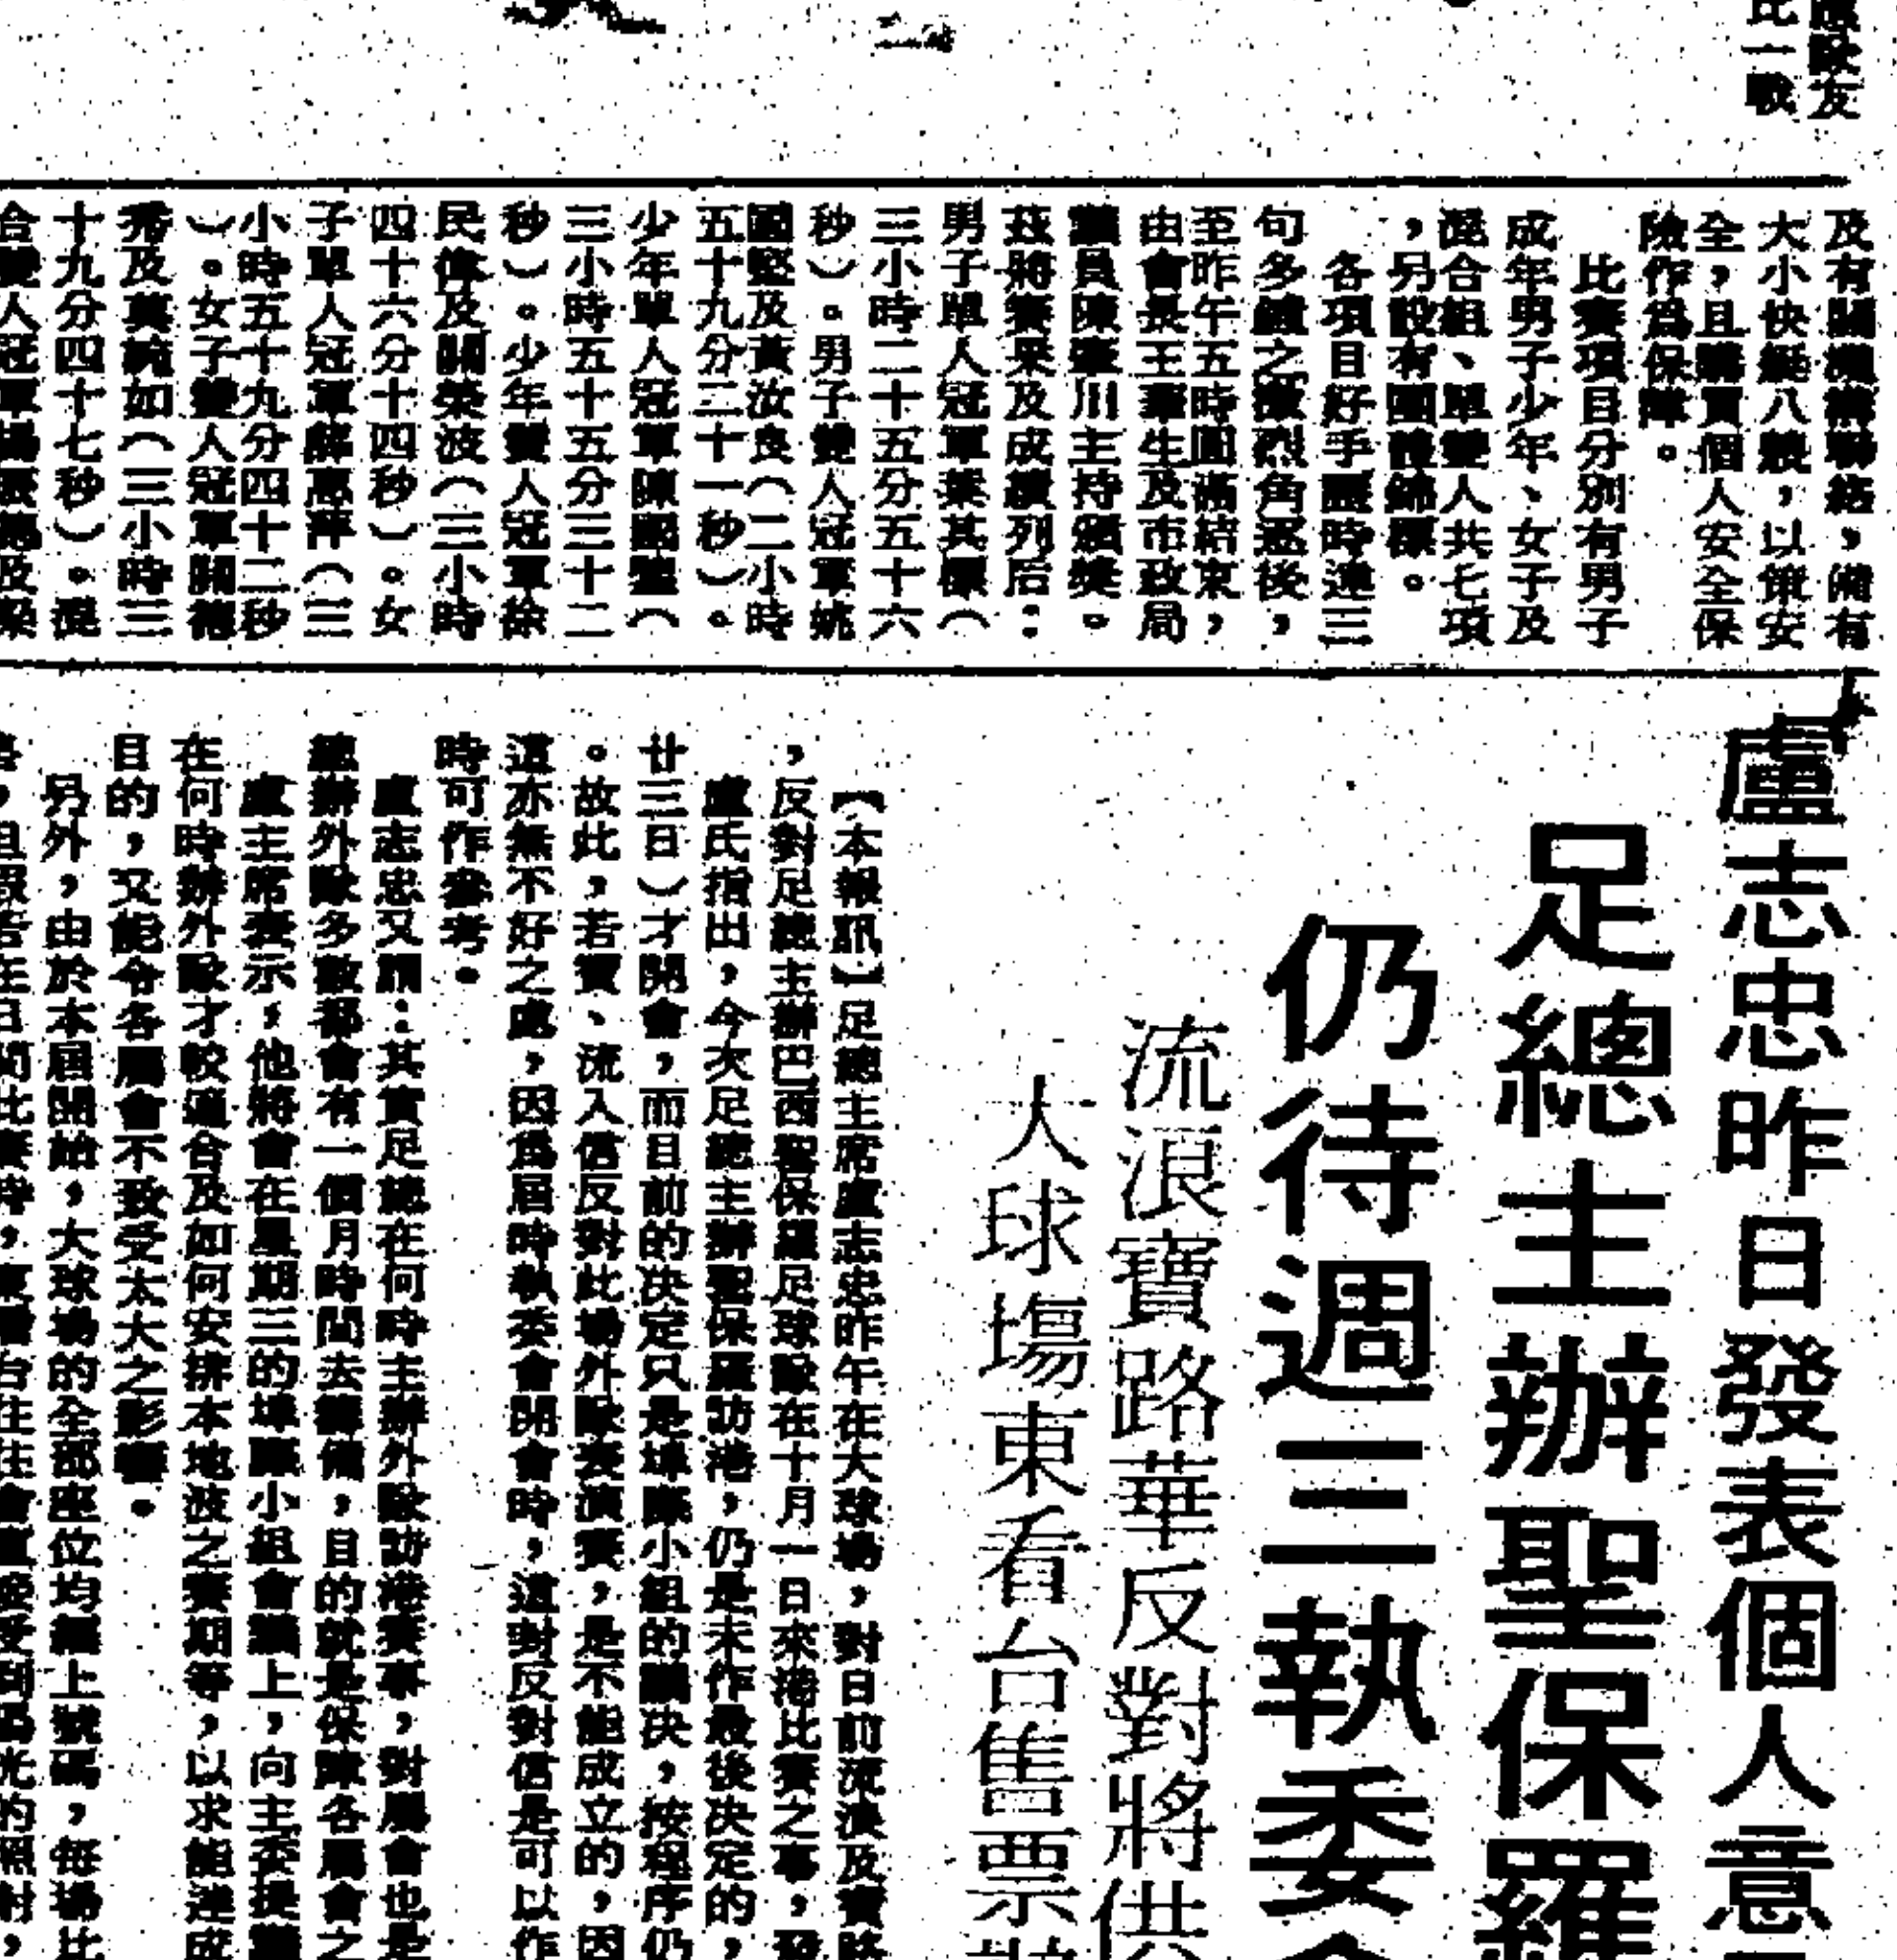 比一戰
及有關機構聯絡，備有
大小快艇八艘，以策安
全，且購買個人安全保
險作爲保障。
比賽項目分別有男子
成年男子少年、女子及
混合組、單雙人共七項
，另設有團體錦標。
各項目好手歷時達三
句多鐘之激烈角逐後，
至昨午五時圓滿結束，
由會長王華生及市政局
議員陳肇川主持頒獎。
茲將賽果及成績列后：
男子單人冠軍葉其傑（
三小時二十五分五十六
秒）。男子雙人冠軍姚
國堅及黃汝良（二小時
五十九分三十一秒）。
少年單人冠軍陳國（
三小時五十五分三十二
秒）。少年雙人冠軍徐
民偉及關榮波（三小時
四十六分十四秒）。女
子單人冠軍薛惠萍（三
小時五十九分四十二秒
）。女子雙人冠軍關
秀及莫婉如（三小時三
十九分四十七秒）。混
合雙人冠軍楊及梁
盧志忠昨日發表個人意
足總主辦聖保羅
仍待週三執委
流浪寶路華反對將供
大球場東看台售票
【本報訊】足總主席盧志忠昨午在大球場，對日前流浪及寶路
，反對足總主辦巴西聖保羅足球隊在十月一日來港比賽之事，發
盧氏指出，今次足總主辦聖保羅訪港，仍是未作最後決定的，
廿三日）才開會，而目前的決定只是埠際小組的議決，按程序仍
。故此，若寶、流入信反對此場外隊表演賽，是不能成立的，因
這亦無不好之處，因爲屆時執委會開會時，這對反對信是可以作
時可作參考。
盧志忠又謂：其實足總在何時主辦外隊訪港賽事，對屬會也是
總辦外隊多數都會有一個月時間去籌備，目的就是保障各屬會之
盧主席表示，他將會在星期三的埠際小組會議上，向主委提議
在何時辦外隊才較適合及如何安排本地波之賽期等，以求能達成
目的，又能令各屬會不致受太大之影響。
另外，由於本屆開始，大球場的全部座位均編上號碼，每場比